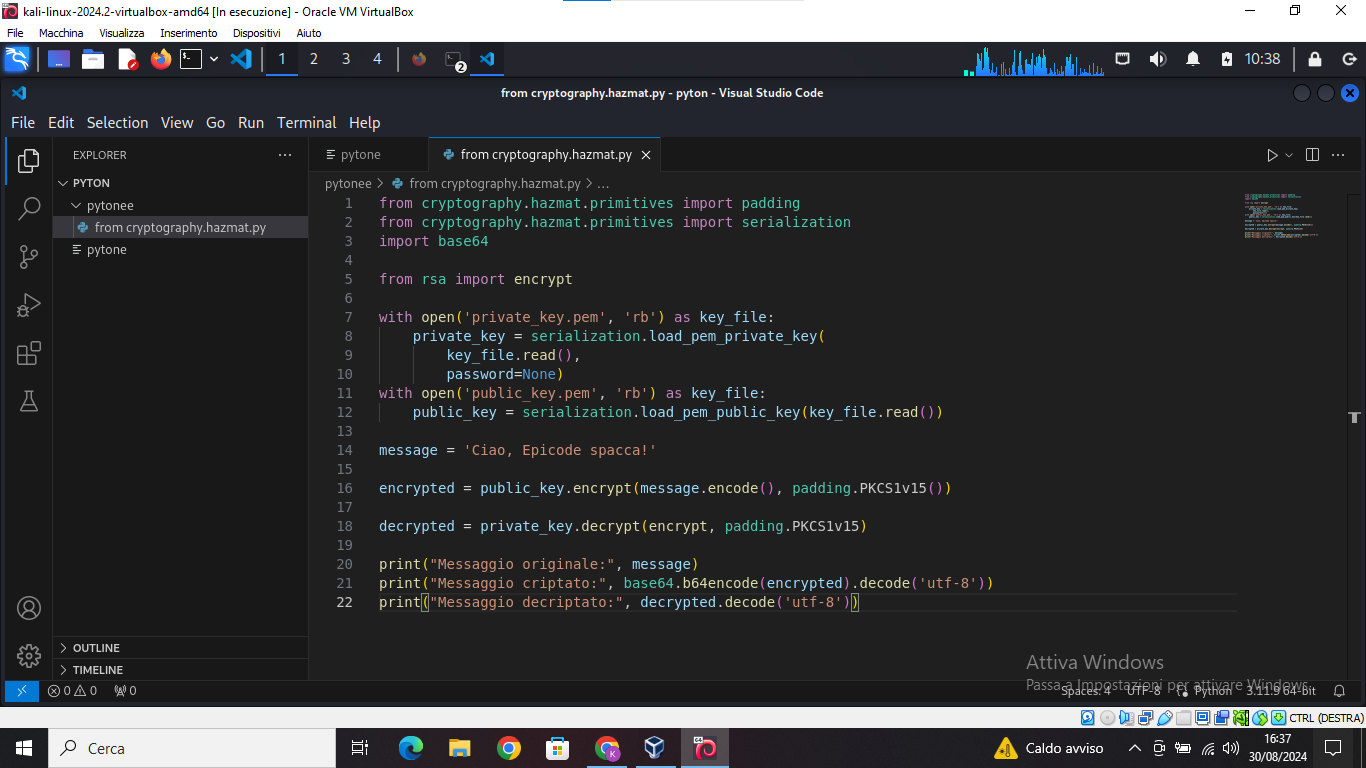 kali-linux-2024.2-virtualbox-amd64 [In esecuzione] - Oracle VM VirtualBox
File Macchina Visualizza Inserimento Dispositivi Aiuto
1 2 3 4 2 10:38
from cryptography.hazmat.py - pyton - Visual Studio Code
File Edit Selection View Go Run Terminal Help
EXPLORER
PYTON
pytonee
from cryptography.hazmat.py
pytone
OUTLINE
TIMELINE
pytone from cryptography.hazmat.py
pytonee > from cryptography.hazmat.py > ...
1 from cryptography.hazmat.primitives import padding
2 from cryptography.hazmat.primitives import serialization
3 import base64
4
5 from rsa import encrypt
6
7 with open('private_key.pem', 'rb') as key_file:
8 private_key = serialization.load_pem_private_key(
9 key_file.read(),
10 password=None)
11 with open('public_key.pem', 'rb') as key_file:
12 public_key = serialization.load_pem_public_key(key_file.read())
13
14 message = 'Ciao, Epicode spacca!'
15
16 encrypted = public_key.encrypt(message.encode(), padding.PKCS1v15())
17
18 decrypted = private_key.decrypt(encrypt, padding.PKCS1v15)
19
20 print("Messaggio originale:", message)
21 print("Messaggio criptato:", base64.b64encode(encrypted).decode('utf-8'))
22 print("Messaggio decriptato:", decrypted.decode('utf-8'))
Attiva Windows
Passa a Impostazioni per attivare Windows.
0 0 0 Spaces: 4 UTF-8 Python 3.11.9 64-bit
CTRL (DESTRA)
Cerca
K
Caldo avviso
16:37
30/08/2024